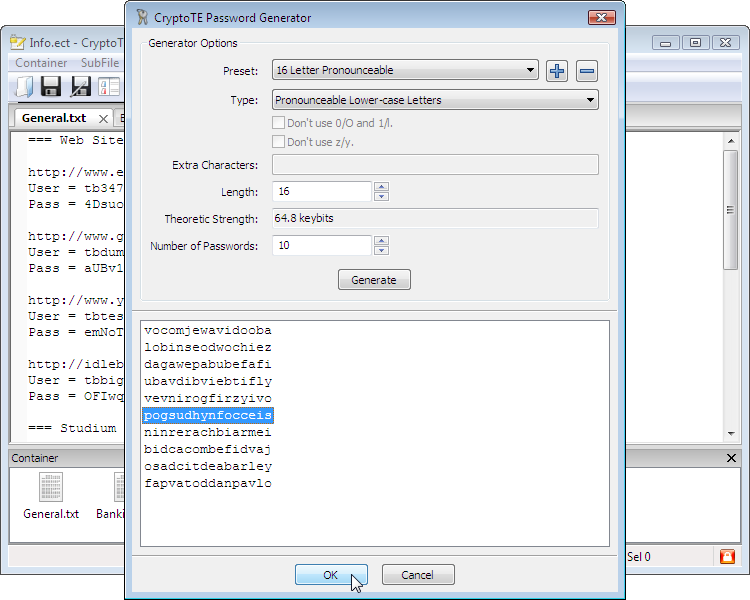 CryptoTE Password Generator
Info.ect - CryptoT
Container SubFile
General.txt
=== Web Site
http://www.e
User = tb347
Pass = 4Dsuo
http://www.g
User = tbdum
Pass = aUBv1
http://www.y
User = tbtes
Pass = emNoT
http://idleb
User = tbbig
Pass = OFIwq
=== Studium
Generator Options
Preset: 16 Letter Pronounceable
Type: Pronounceable Lower-case Letters
Don't use 0/O and 1/l.
Don't use z/y.
Extra Characters:
Length: 16
Theoretic Strength: 64.8 keybits
Number of Passwords: 10
Generate
vocomjewavidooba
lobinseodwochiez
dagawepabubefafi
ubavdibviebtifly
vevnirogfirzyivo
pogsudhynfocceis
ninrerachbiarmei
bidcacombefidvaj
osadcitdeabarley
fapvatoddanpavlo
OK Cancel
Container
General.txt Banki
Sel 0